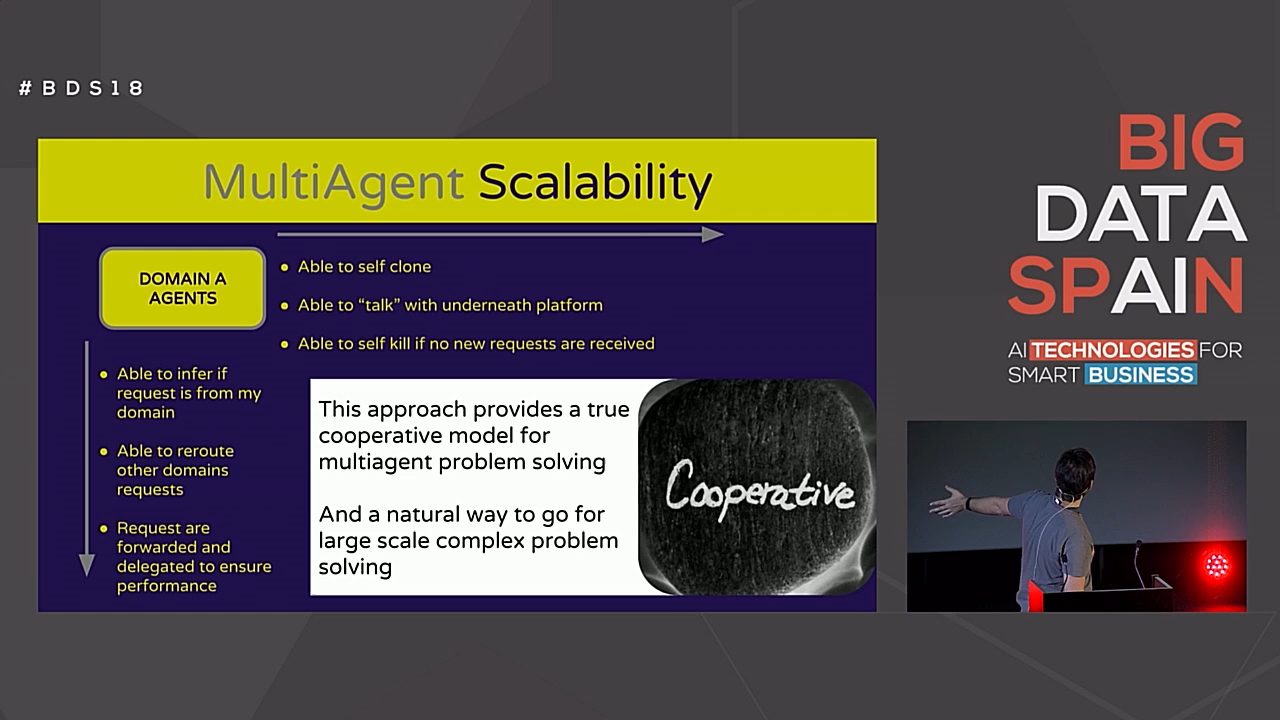 #BDS18
MultiAgent Scalability
DOMAIN A
AGENTS
Able to self clone
Able to “talk” with underneath platform
Able to self kill if no new requests are received
Able to infer if
request is from my
domain
Able to reroute
other domains
requests
Request are
forwarded and
delegated to ensure
performance
This approach provides a true
cooperative model for
multiagent problem solving
And a natural way to go for
large scale complex problem
solving
Cooperative
BIG
DATA
SPAIN
AI TECHNOLOGIES FOR
SMART BUSINESS